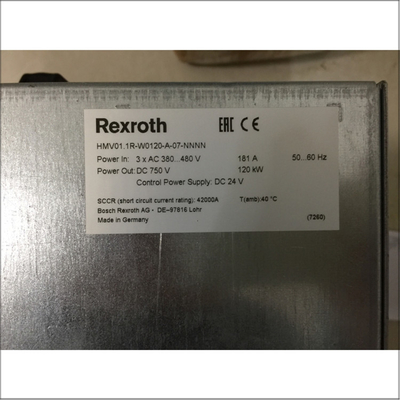 Rexroth EAC CE
HMV01.1R-W0120-A-07-NNNN
Power In: 3 x AC 380...480 V 181 A 50...60 Hz
Power Out: DC 750 V 120 kW
Control Power Supply: DC 24 V
SCCR (short circuit current rating): 42000A T(amb):40 °C
Bosch Rexroth AG - DE-97816 Lohr
Made in Germany (7260)